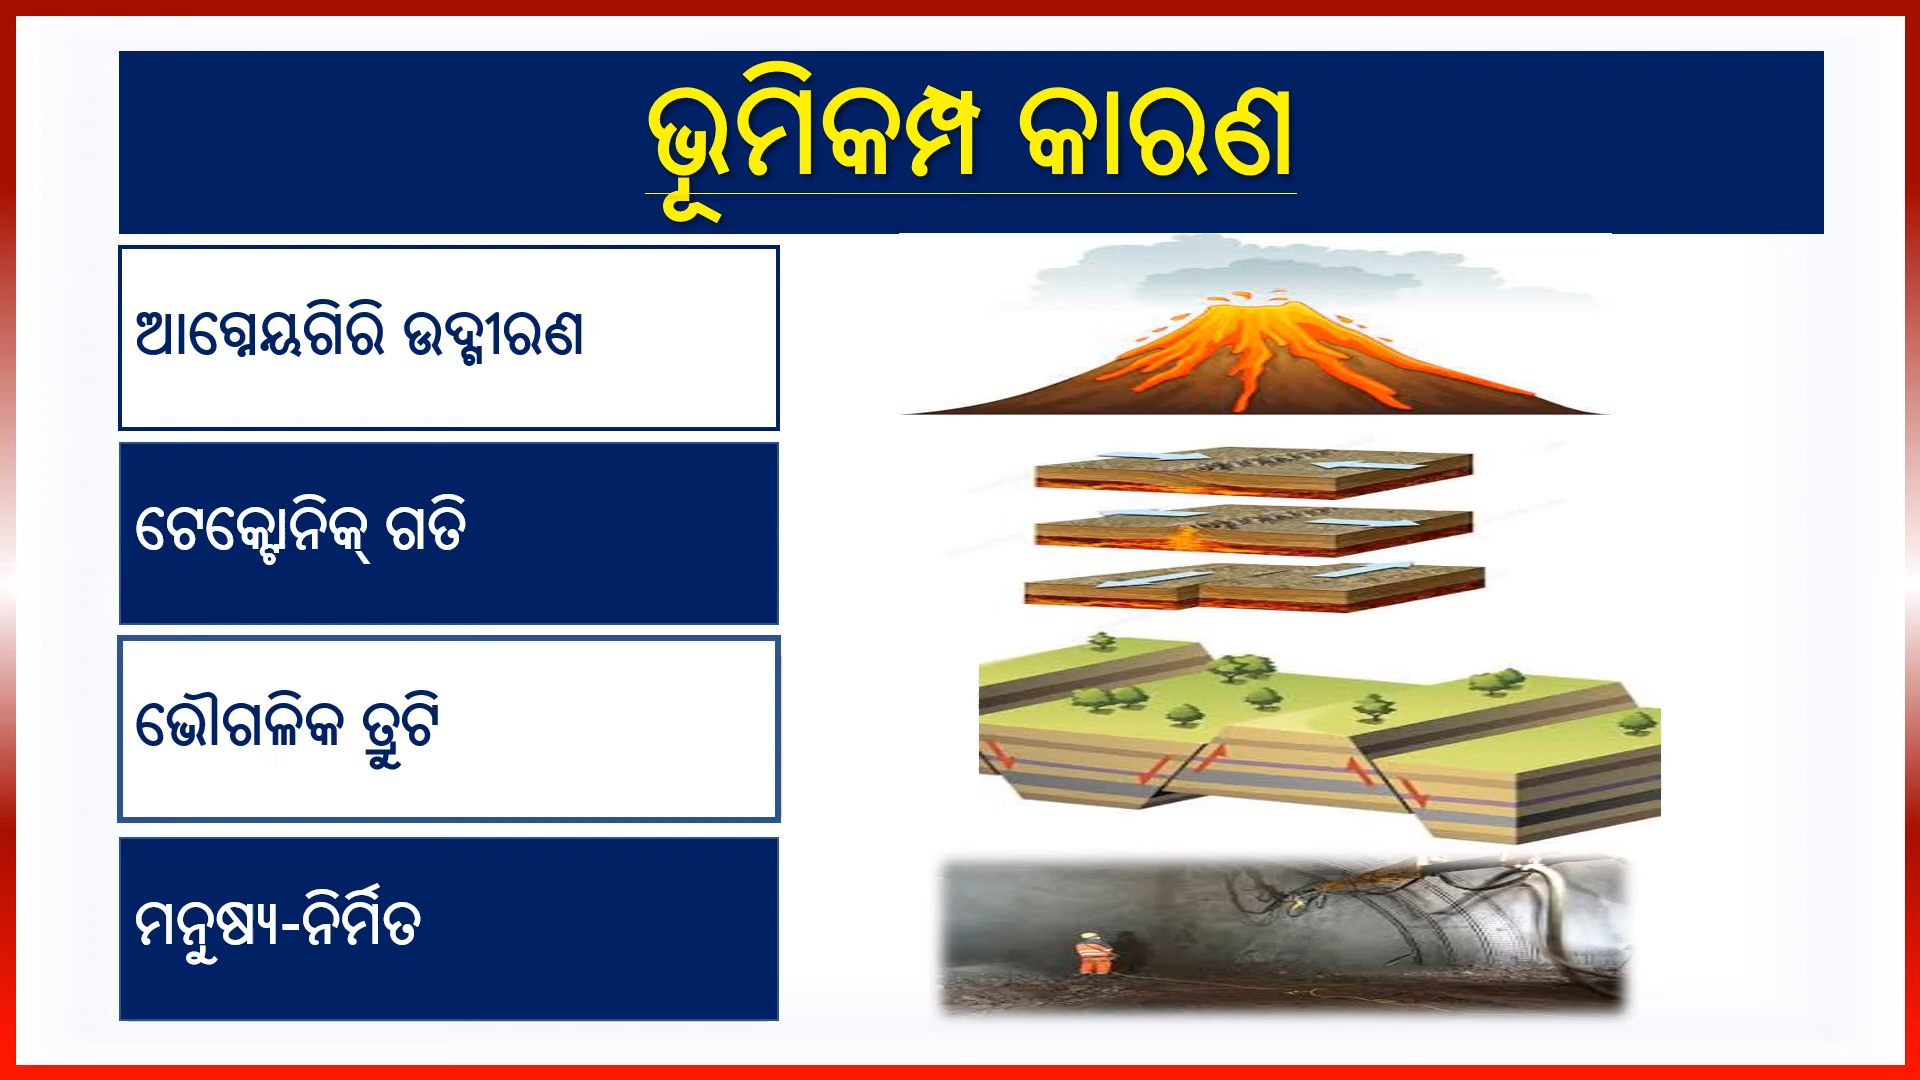 ଭୂମିକମ୍ପ କାରଣ
ଆଗ୍ନେୟଗିରି ଉଦ୍ଗୀରଣ
ଟେକ୍ଟୋନିକ୍ ଗତି
ଭୌଗଳିକ ତ୍ରୁଟି
ମନୁଷ୍ୟ-ନିର୍ମିତ